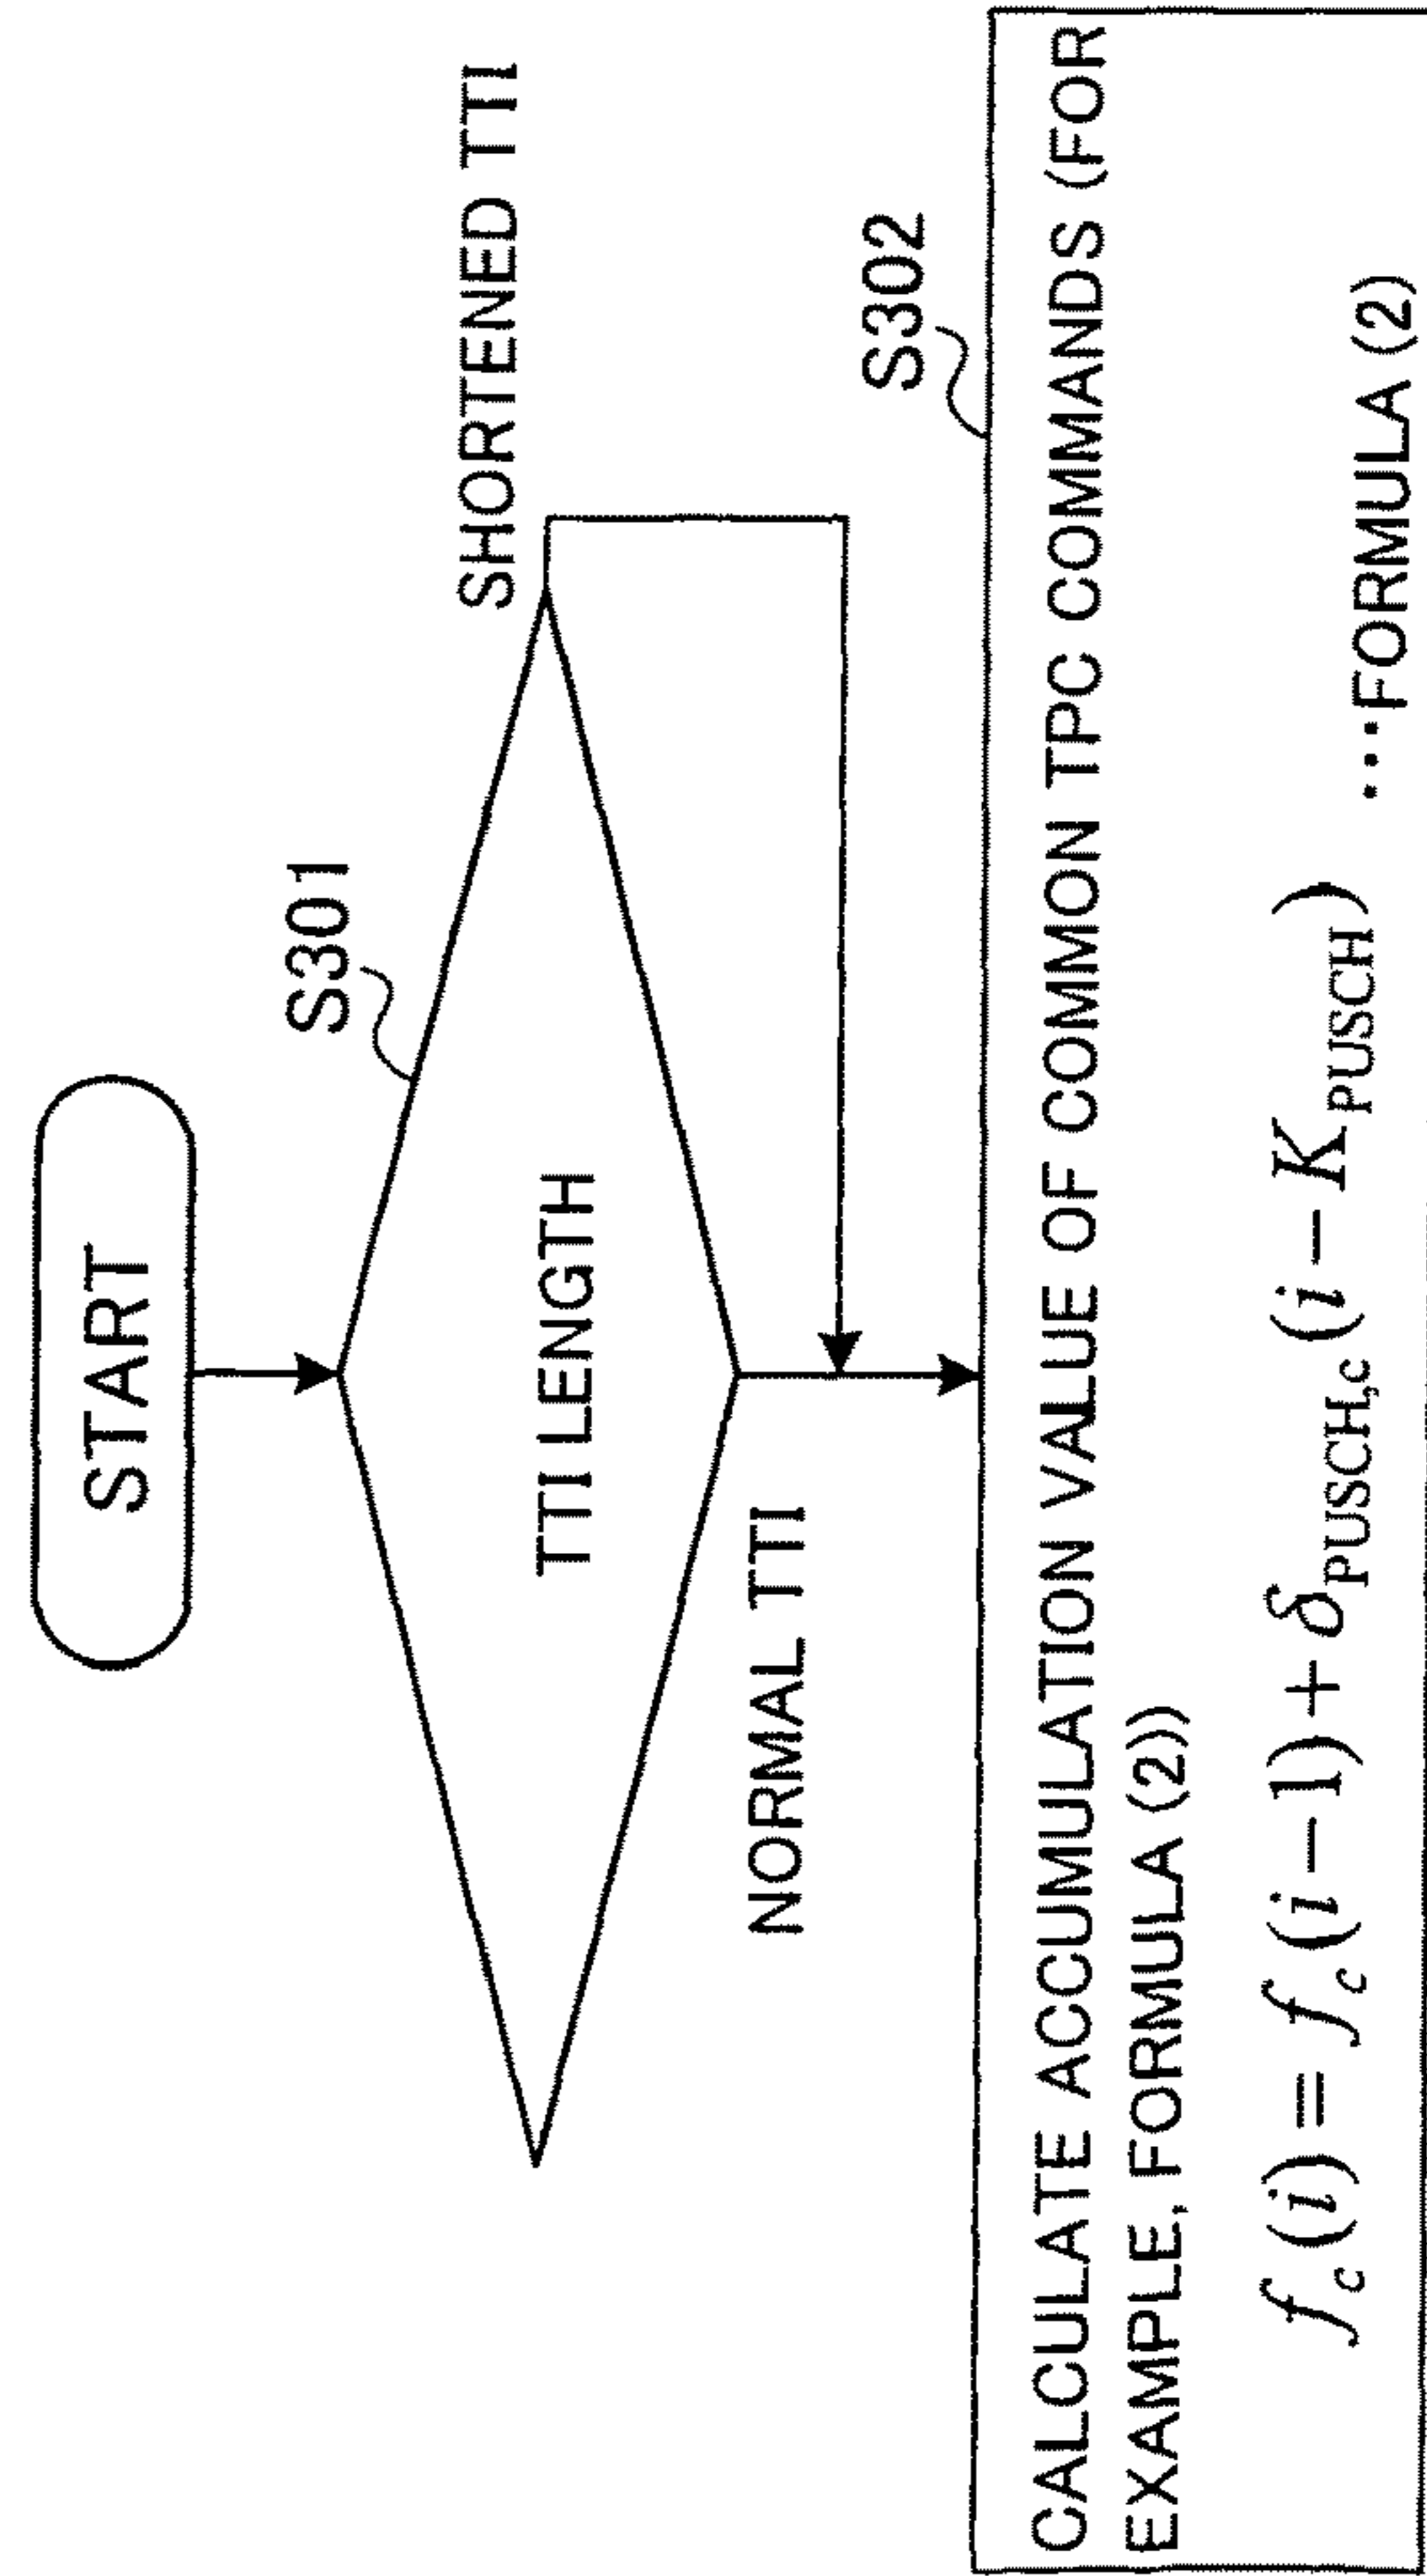 START
S301
TTI LENGTH
SHORTENED TTI
NORMAL TTI
S302
CALCULATE ACCUMULATION VALUE OF COMMON TPC COMMANDS (FOR
EXAMPLE, FORMULA (2))
f_c(i) = f_c(i−1) + δ_PUSCH,c(i−K_PUSCH) ···FORMULA (2)